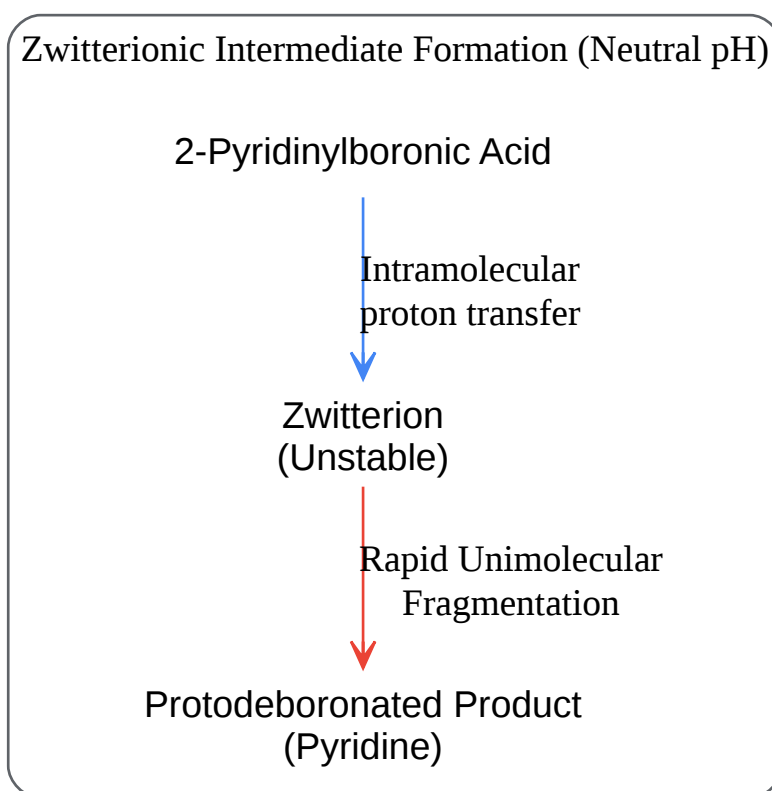 Zwitterionic Intermediate Formation (Neutral pH)
2-Pyridinylboronic Acid
Intramolecular
proton transfer
Zwitterion
(Unstable)
Rapid Unimolecular
Fragmentation
Protodeboronated Product
(Pyridine)